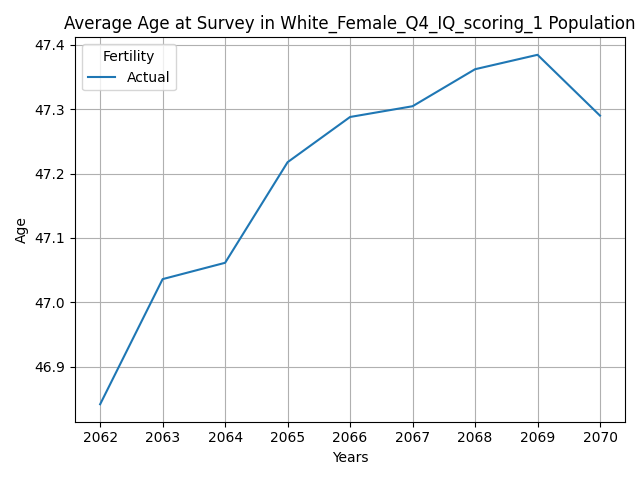 Average Age at Survey in White_Female_Q4_IQ_scoring_1 Population
Fertility
Actual
47.4
47.3
47.2
47.1
47.0
46.9
Age
2062 2063 2064 2065 2066 2067 2068 2069 2070
Years